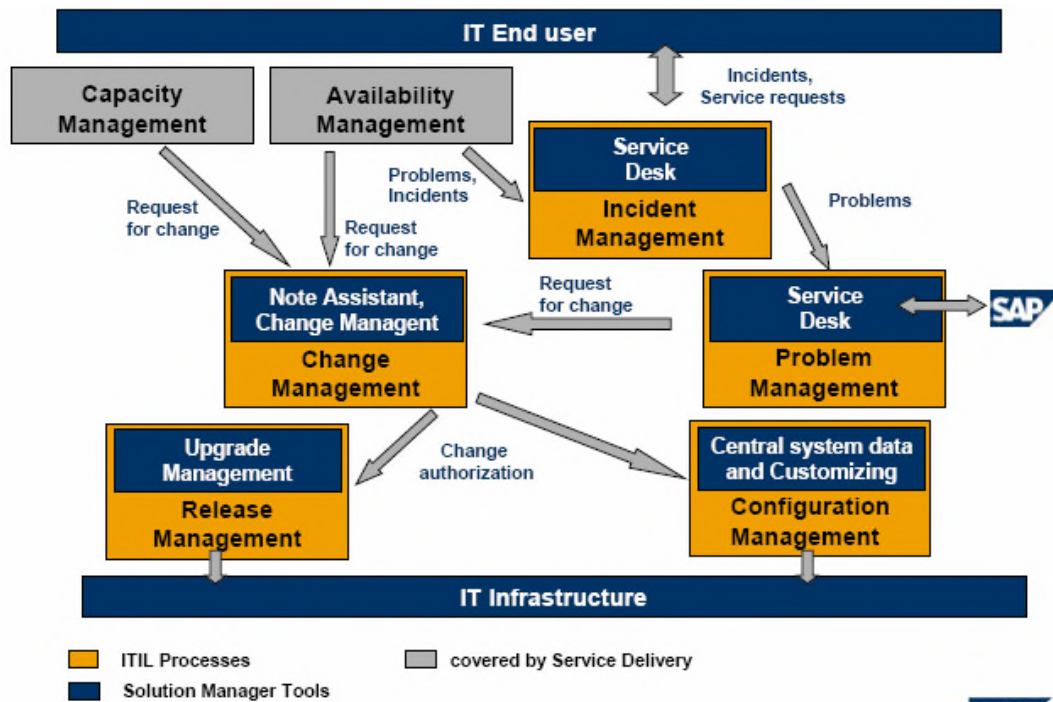 IT End user
Capacity
Management
Availability
Management
Incidents,
Service requests
Service
Desk
Incident
Management
Problems,
Incidents
Problems
Request
for change
Request
for change
Request
for change
Note Assistant,
Change Managent
Change
Management
Service
Desk
Problem
Management
SAP
Change
authorization
Upgrade
Management
Release
Management
Central system data
and Customizing
Configuration
Management
IT Infrastructure
ITIL Processes
covered by Service Delivery
Solution Manager Tools